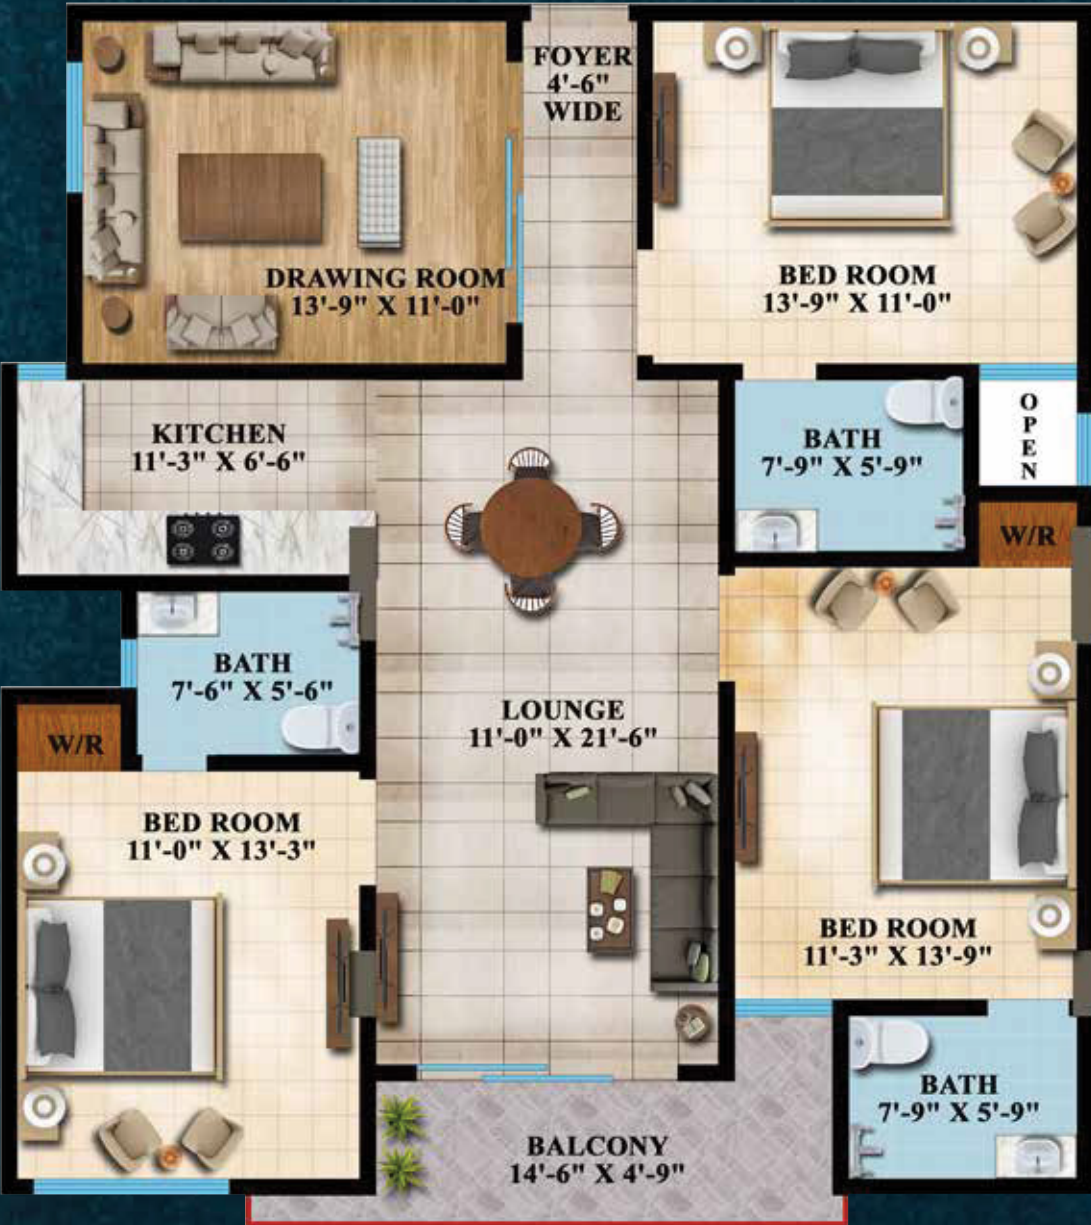 FOYER
4'-6"
WIDE
DRAWING ROOM
13'-9" X 11'-0"
BED ROOM
13'-9" X 11'-0"
KITCHEN
11'-3" X 6'-6"
BATH
7'-9" X 5'-9"
O
P
E
N
W/R
BATH
7'-6" X 5'-6"
W/R
LOUNGE
11'-0" X 21'-6"
BED ROOM
11'-0" X 13'-3"
BED ROOM
11'-3" X 13'-9"
BATH
7'-9" X 5'-9"
BALCONY
14'-6" X 4'-9"